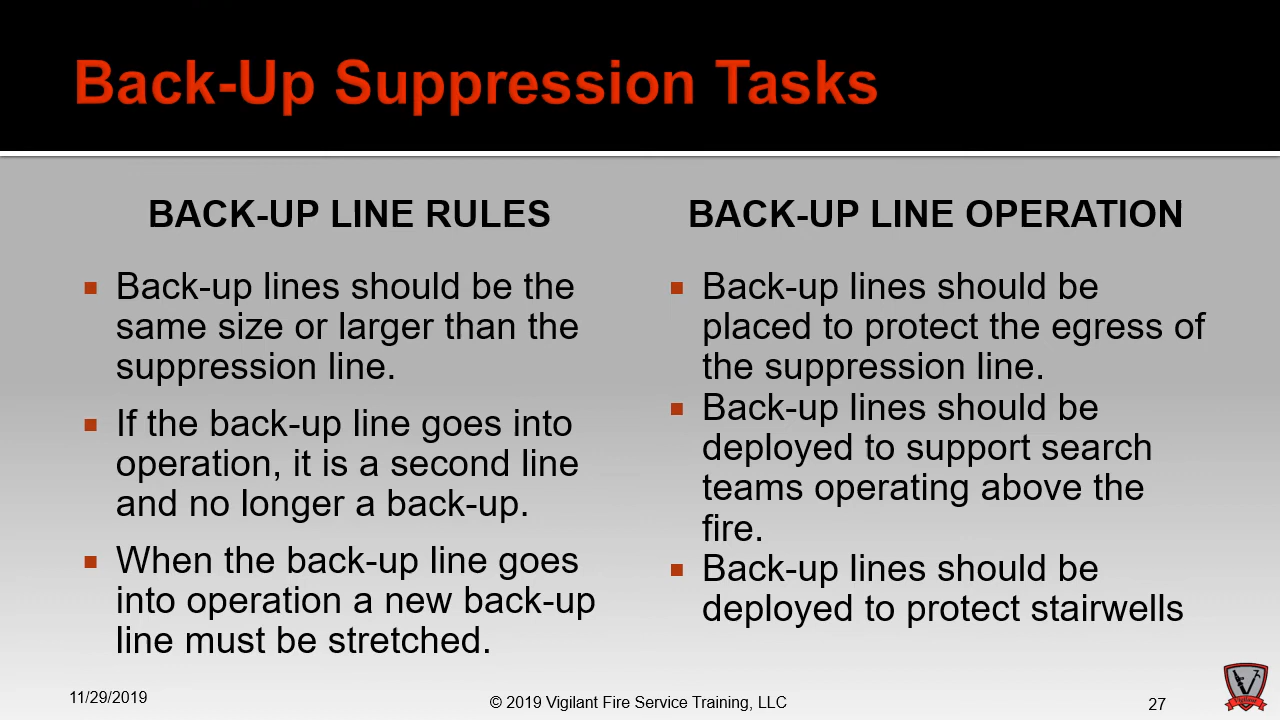 Back-Up Suppression Tasks
BACK-UP LINE RULES
Back-up lines should be the
same size or larger than the
suppression line.
If the back-up line goes into
operation, it is a second line
and no longer a back-up.
When the back-up line goes
into operation a new back-up
line must be stretched.
BACK-UP LINE OPERATION
Back-up lines should be
placed to protect the egress of
the suppression line.
Back-up lines should be
deployed to support search
teams operating above the
fire.
Back-up lines should be
deployed to protect stairwells
11/29/2019
© 2019 Vigilant Fire Service Training, LLC
27
Vigilant